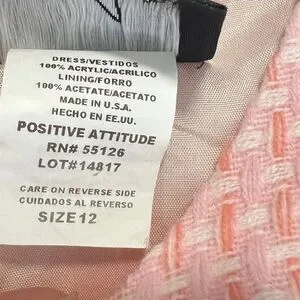 DRESS/VESTIDOS
100% ACRYLIC/ACRILICO
LINING/FORRO
100% ACETATE/ACETATO
MADE IN U.S.A.
HECHO EN EE.UU.
POSITIVE ATTITUDE
RN# 55126
LOT#14817
CARE ON REVERSE SIDE
CUIDADOS AL REVERSO
SIZE12